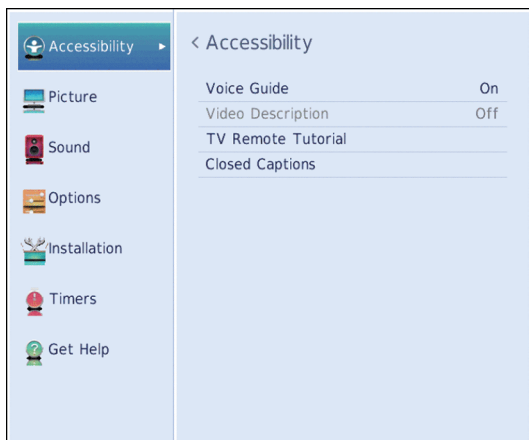 Accessibility
Picture
Sound
Options
Installation
Timers
Get Help
< Accessibility
Voice Guide On
Video Description Off
TV Remote Tutorial
Closed Captions